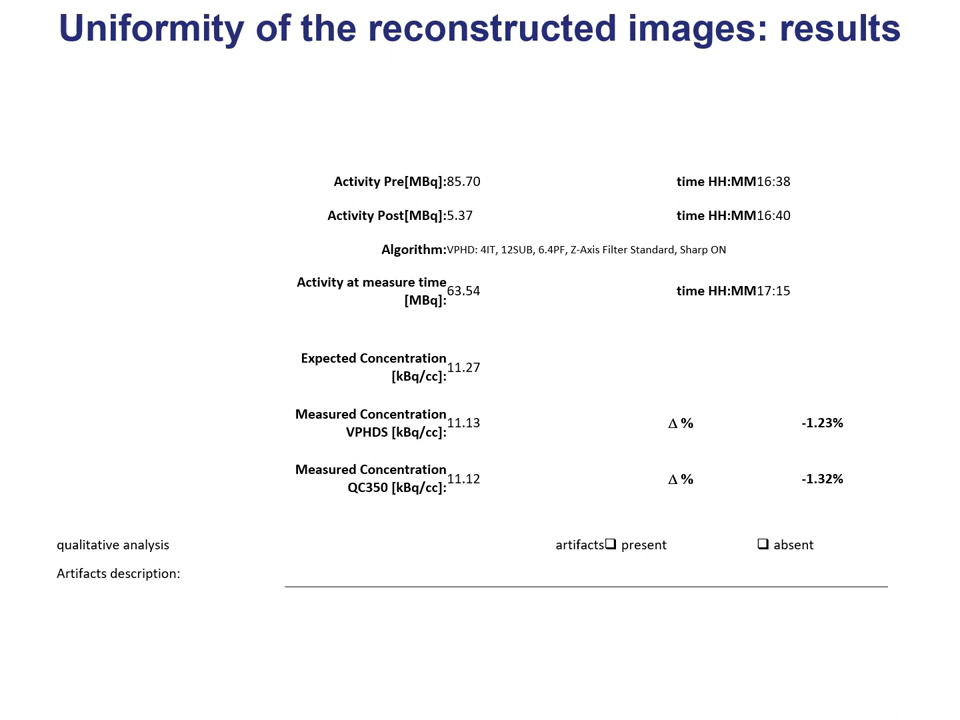 Uniformity of the reconstructed images: results
Activity Pre[MBq]:85.70 time HH:MM16:38
Activity Post[MBq]:5.37 time HH:MM16:40
Algorithm:VPHD: 4IT, 12SUB, 6.4PF, Z-Axis Filter Standard, Sharp ON
Activity at measure time
[MBq]:63.54 time HH:MM17:15
Expected Concentration
[kBq/cc]:11.27
Measured Concentration
VPHDS [kBq/cc]:11.13 Δ % -1.23%
Measured Concentration
QC350 [kBq/cc]:11.12 Δ % -1.32%
qualitative analysis artifacts❑ present ❑ absent
Artifacts description: